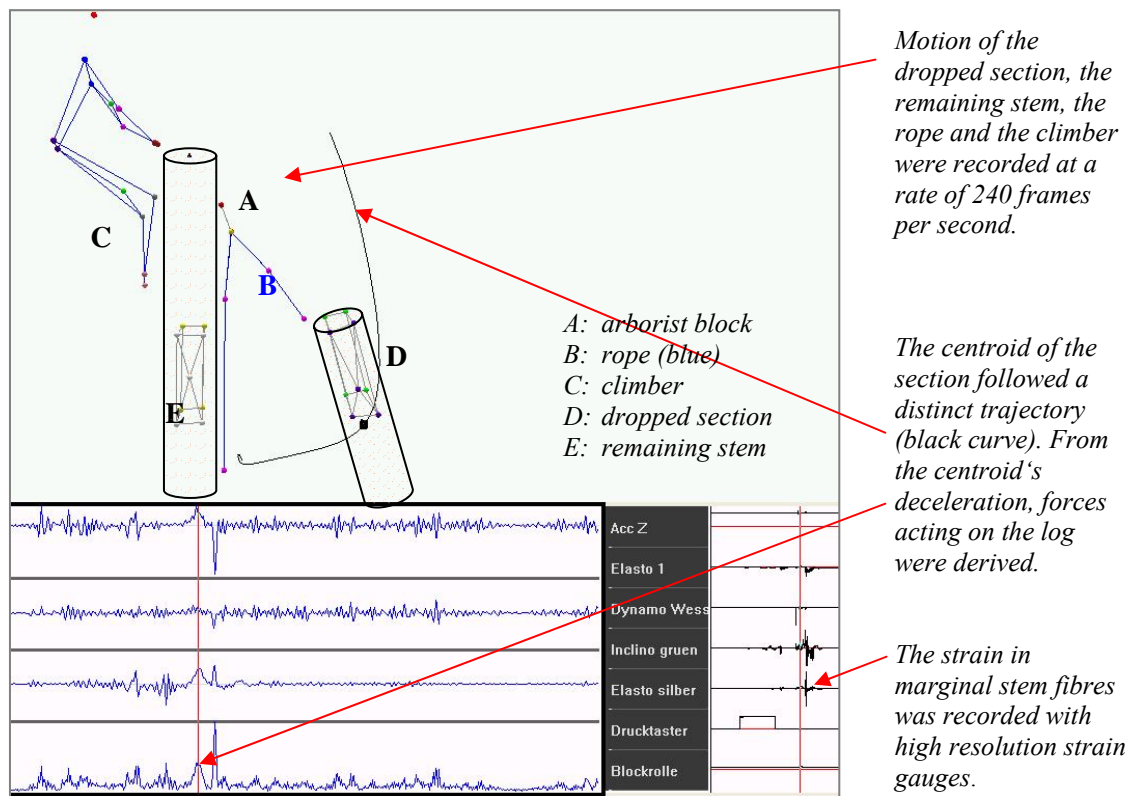 A
C
B
D
E
A: arborist block
B: rope (blue)
C: climber
D: dropped section
E: remaining stem
Motion of the
dropped section, the
remaining stem, the
rope and the climber
were recorded at a
rate of 240 frames
per second.
The centroid of the
section followed a
distinct trajectory
(black curve). From
the centroid‘s
deceleration, forces
acting on the log
were derived.
Acc Z
Elasto 1
Dynamo Wess
Inclino gruen
Elasto silber
Drucktaster
Blockrolle
The strain in
marginal stem fibres
was recorded with
high resolution strain
gauges.